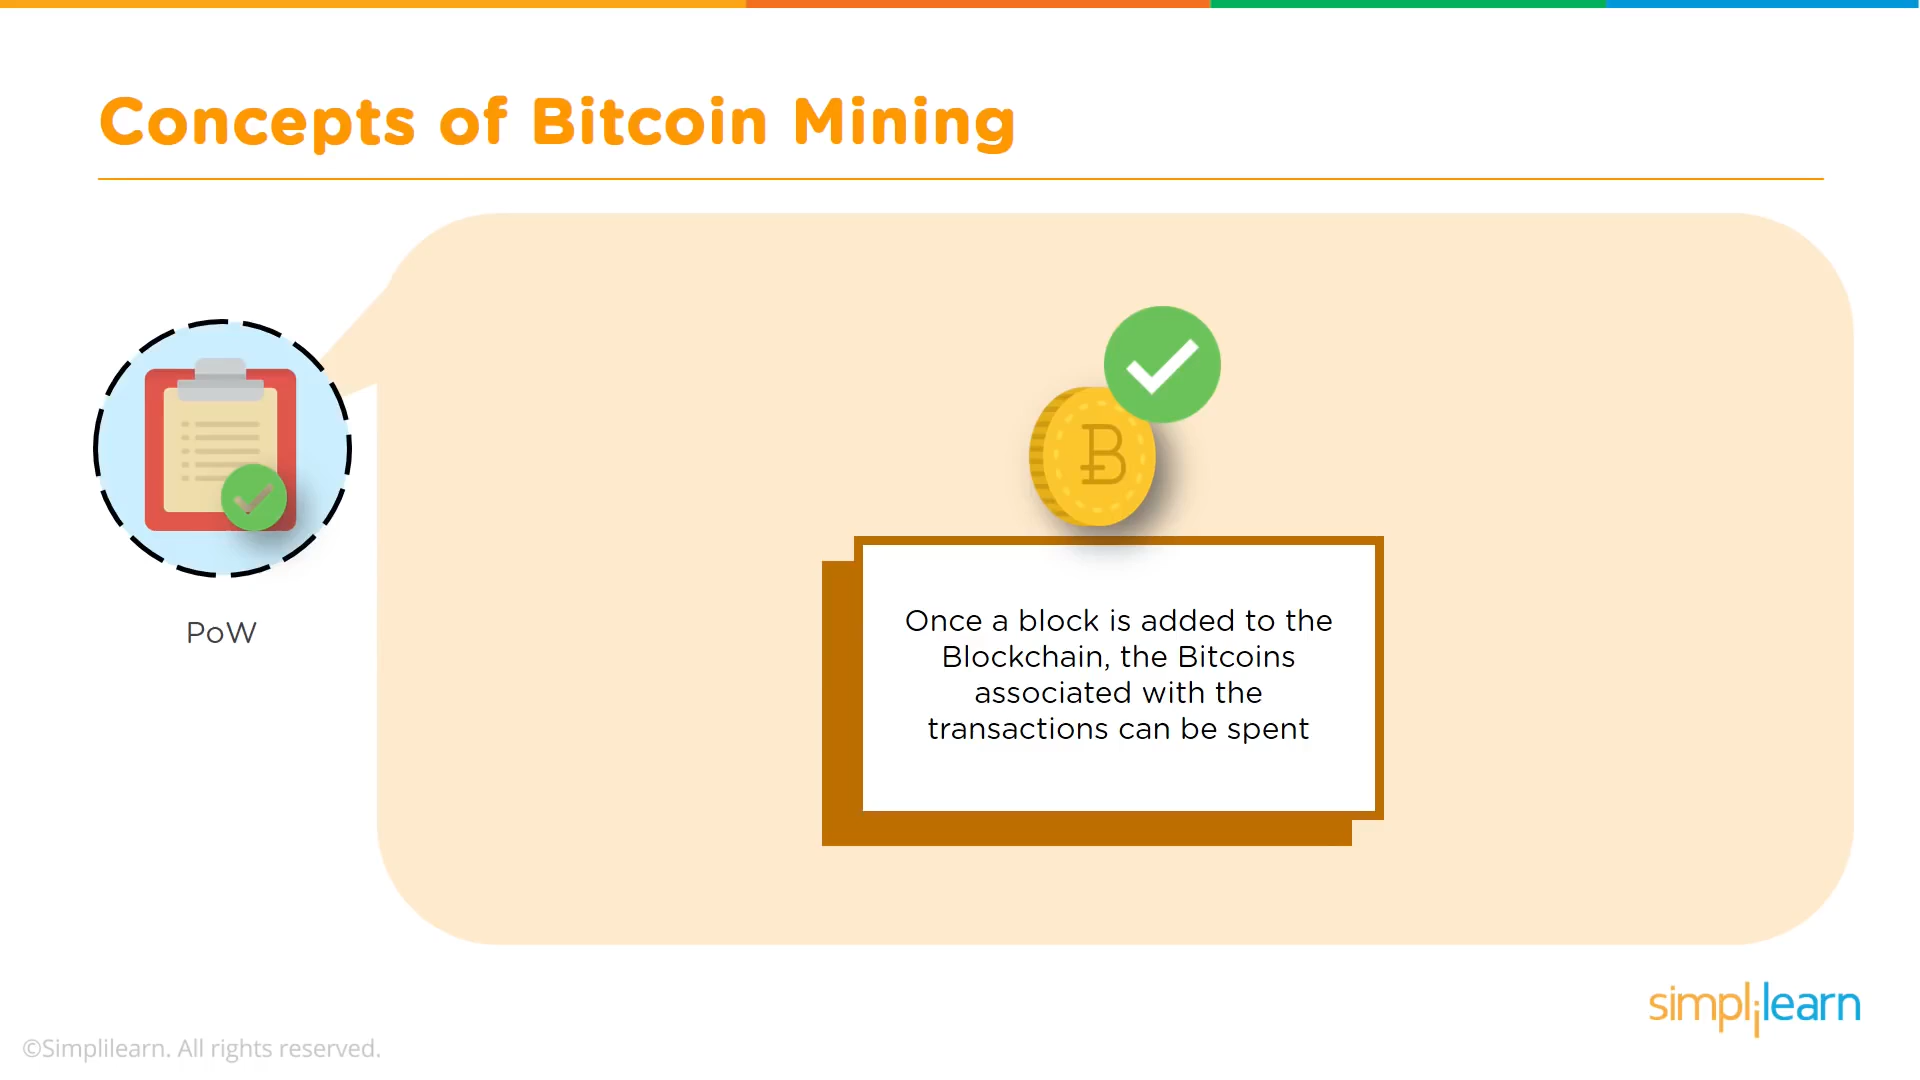 Concepts of Bitcoin Mining
PoW
Once a block is added to the
Blockchain, the Bitcoins
associated with the
transactions can be spent
simplilearn
©Simplilearn. All rights reserved.